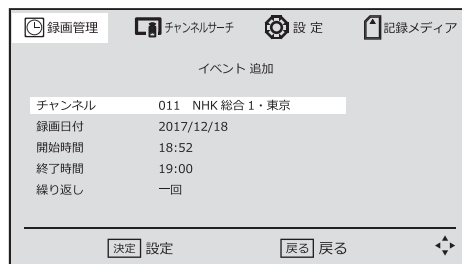 録画管理 チャンネルサーチ 設 定 記録メディア
イベント 追加
チャンネル 011 NHK 総合 1・東京
録画日付 2017/12/18
開始時間 18:52
終了時間 19:00
繰り返し 一回
決定 設定 戻る 戻る